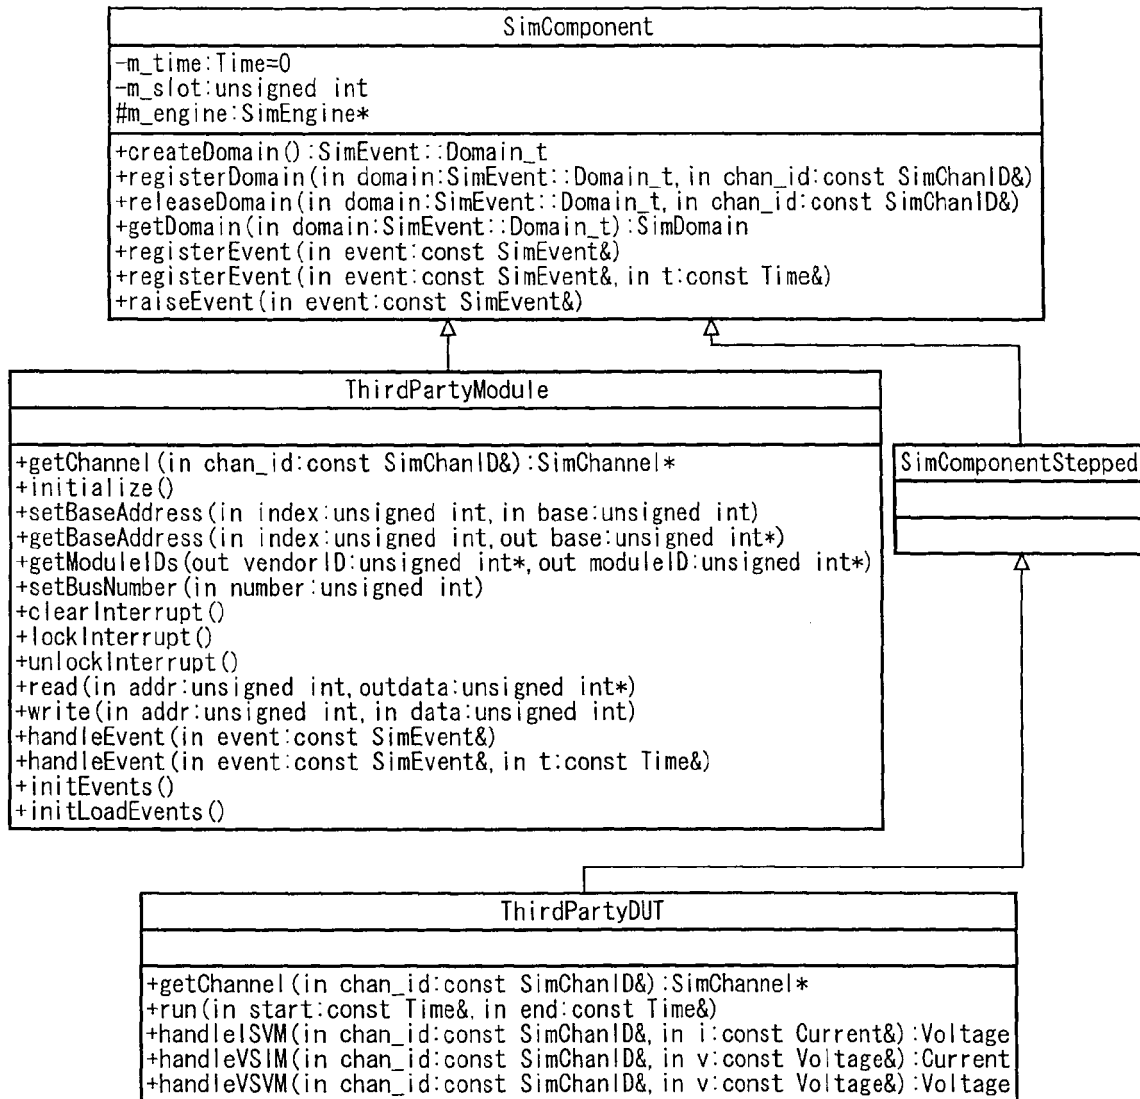 SimComponent
-m_time:Time=0
-m_slot:unsigned int
#m_engine:SimEngine*
+createDomain():SimEvent::Domain_t
+registerDomain(in domain:SimEvent::Domain_t, in chan_id:const SimChanID&)
+releaseDomain(in domain:SimEvent::Domain_t, in chan_id:const SimChanID&)
+getDomain(in domain:SimEvent::Domain_t):SimDomain
+registerEvent(in event:const SimEvent&)
+registerEvent(in event:const SimEvent&, in t:const Time&)
+raiseEvent(in event:const SimEvent&)
ThirdPartyModule
+getChannel(in chan_id:const SimChanID&):SimChannel*
+initialize()
+setBaseAddress(in index:unsigned int, in base:unsigned int)
+getBaseAddress(in index:unsigned int, out base:unsigned int*)
+getModuleIDs(out vendorID:unsigned int*, out moduleID:unsigned int*)
+setBusNumber(in number:unsigned int)
+clearInterrupt()
+lockInterrupt()
+unlockInterrupt()
+read(in addr:unsigned int, outdata:unsigned int*)
+write(in addr:unsigned int, in data:unsigned int)
+handleEvent(in event:const SimEvent&)
+handleEvent(in event:const SimEvent&, in t:const Time&)
+initEvents()
+initLoadEvents()
SimComponentStepped
ThirdPartyDUT
+getChannel(in chan_id:const SimChanID&):SimChannel*
+run(in start:const Time&, in end:const Time&)
+handleISVM(in chan_id:const SimChanID&, in i:const Current&):Voltage
+handleVSIM(in chan_id:const SimChanID&, in v:const Voltage&):Current
+handleVSVM(in chan_id:const SimChanID&, in v:const Voltage&):Voltage